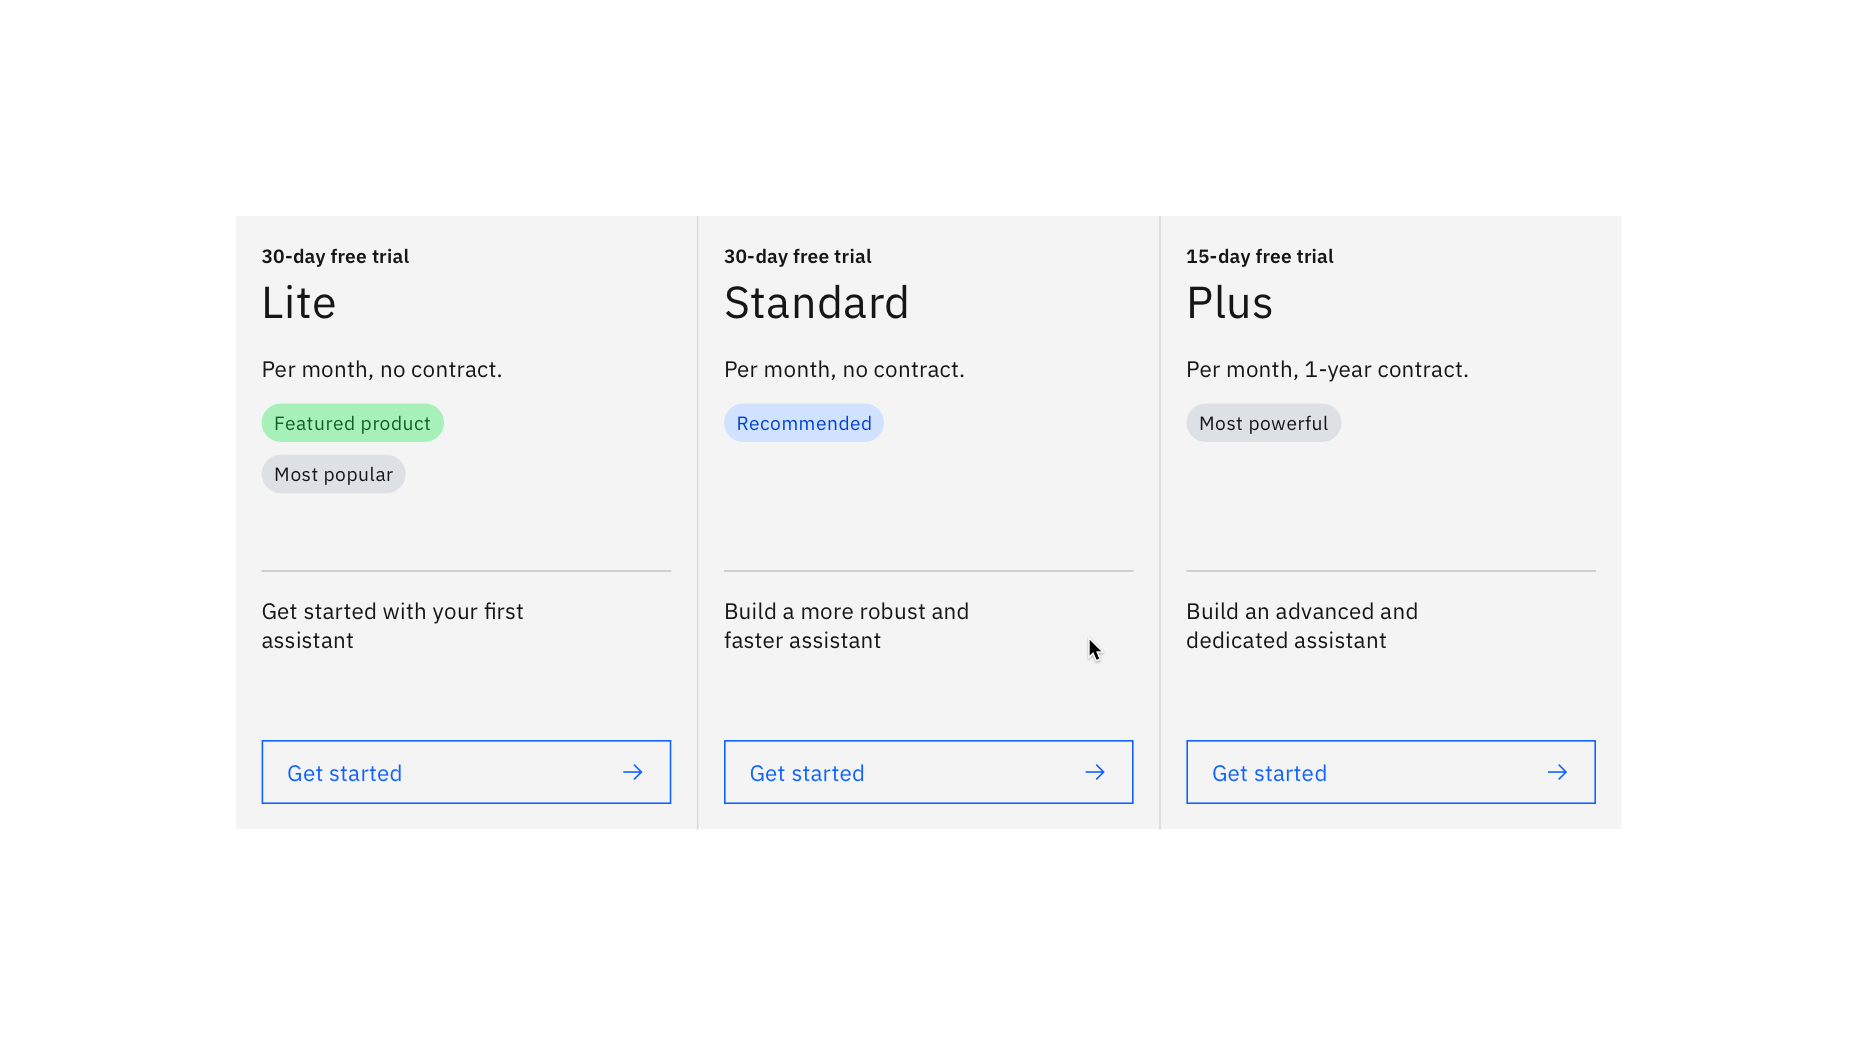 30-day free trial
Lite
Per month, no contract.
Featured product
Most popular
Get started with your first
assistant
Get started
30-day free trial
Standard
Per month, no contract.
Recommended
Build a more robust and
faster assistant
Get started
15-day free trial
Plus
Per month, 1-year contract.
Most powerful
Build an advanced and
dedicated assistant
Get started